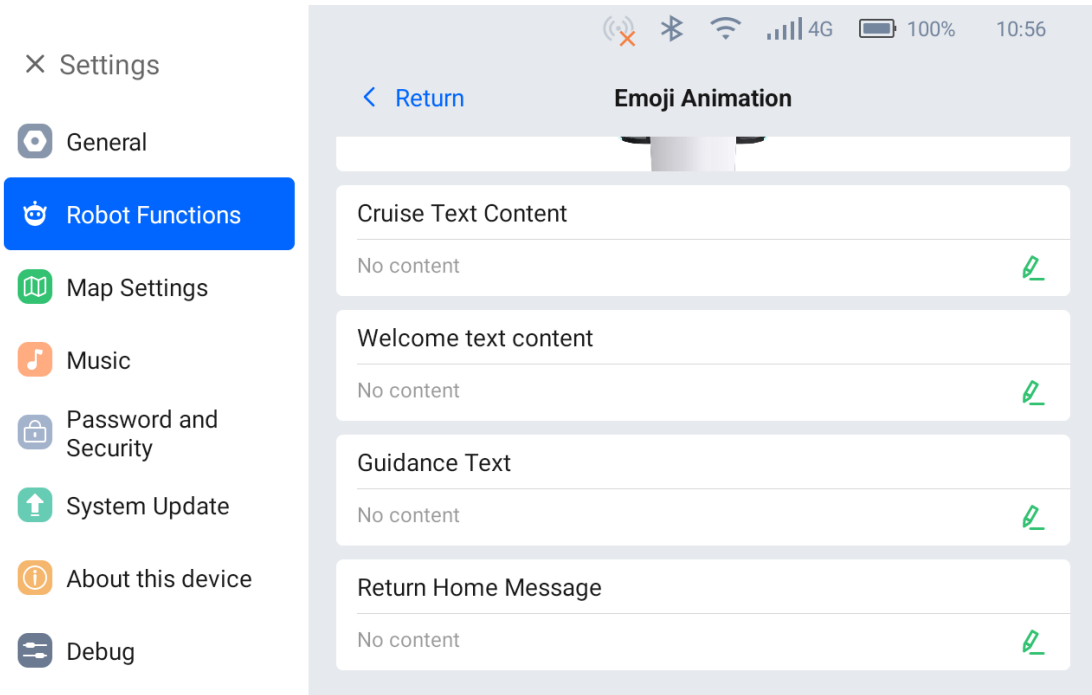 4G 100% 10:56
Settings
Return Emoji Animation
General
Robot Functions
Map Settings
Music
Password and
Security
System Update
About this device
Debug
Cruise Text Content
No content
Welcome text content
No content
Guidance Text
No content
Return Home Message
No content